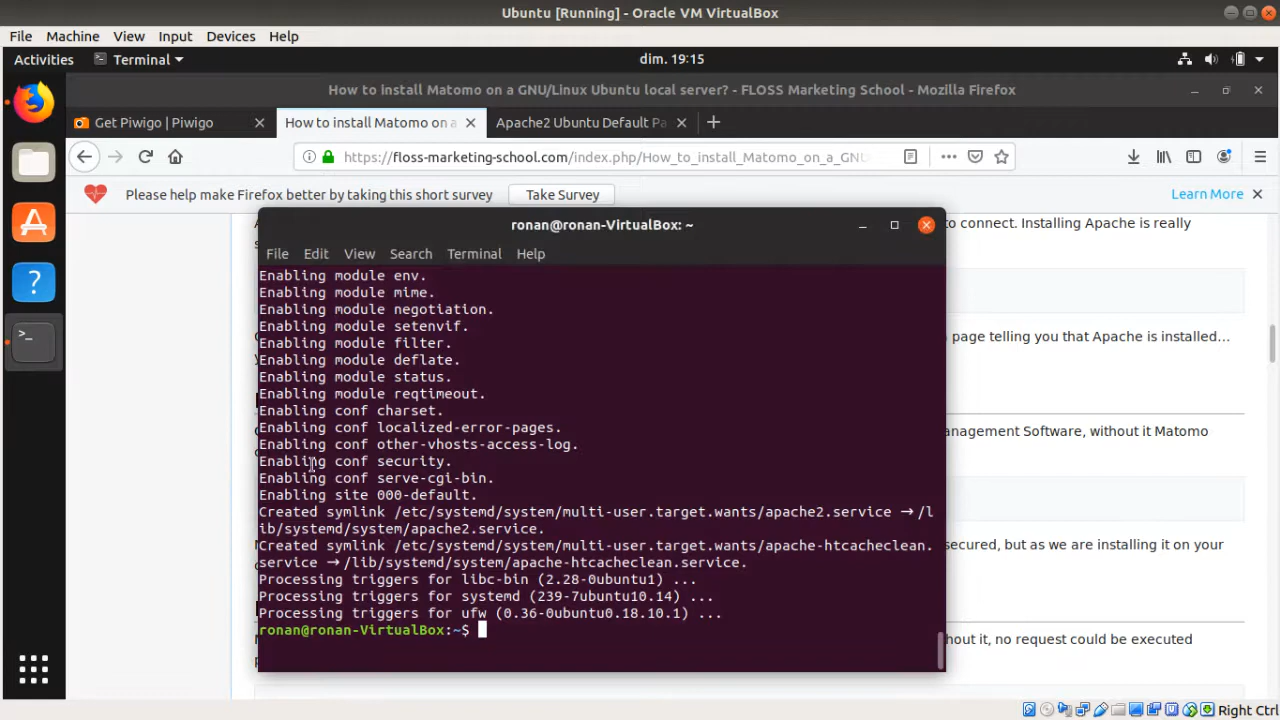 Ubuntu [Running] - Oracle VM VirtualBox
File Machine View Input Devices Help
Activities Terminal dim. 19:15
How to install Matomo on a GNU/Linux Ubuntu local server? - FLOSS Marketing School - Mozilla Firefox
Get Piwigo | Piwigo How to install Matomo on a Apache2 Ubuntu Default Pa
https://floss-marketing-school.com/index.php/How_to_install_Matomo_on_a_GNU
Please help make Firefox better by taking this short survey Take Survey Learn More
to connect. Installing Apache is really
ronan@ronan-VirtualBox: ~
File Edit View Search Terminal Help
Enabling module env.
Enabling module mime.
Enabling module negotiation.
Enabling module setenvif.
page telling you that Apache is installed...
Enabling module filter.
Enabling module deflate.
Enabling module status.
Enabling module reqtimeout.
Enabling conf charset.
Enabling conf localized-error-pages.
anagement Software, without it Matomo
Enabling conf other-vhosts-access-log.
Enabling conf security.
Enabling conf serve-cgi-bin.
Enabling site 000-default.
Created symlink /etc/systemd/system/multi-user.target.wants/apache2.service → /l
ib/systemd/system/apache2.service.
Created symlink /etc/systemd/system/multi-user.target.wants/apache-htcacheclean.
secured, but as we are installing it on your
service → /lib/systemd/system/apache-htcacheclean.service.
Processing triggers for libc-bin (2.28-0ubuntu1) ...
Processing triggers for systemd (239-7ubuntu10.14) ...
Processing triggers for ufw (0.36-0ubuntu0.18.10.1) ...
ronan@ronan-VirtualBox:~$
hout it, no request could be executed
Right Ctrl